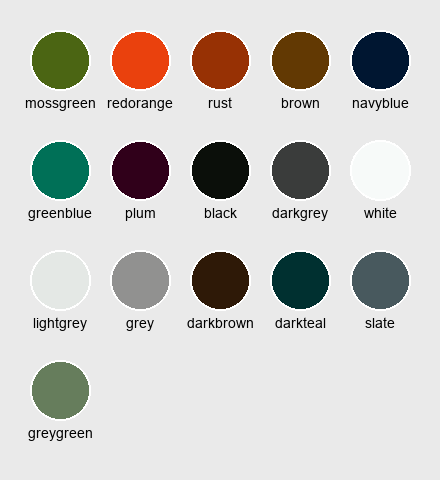 mossgreen redorange rust brown navyblue
greenblue plum black darkgrey white
lightgrey grey darkbrown darkteal slate
greygreen